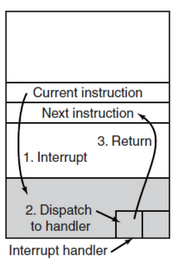 Current instruction
Next instruction
3. Return
1. Interrupt
2. Dispatch
to handler
Interrupt handler